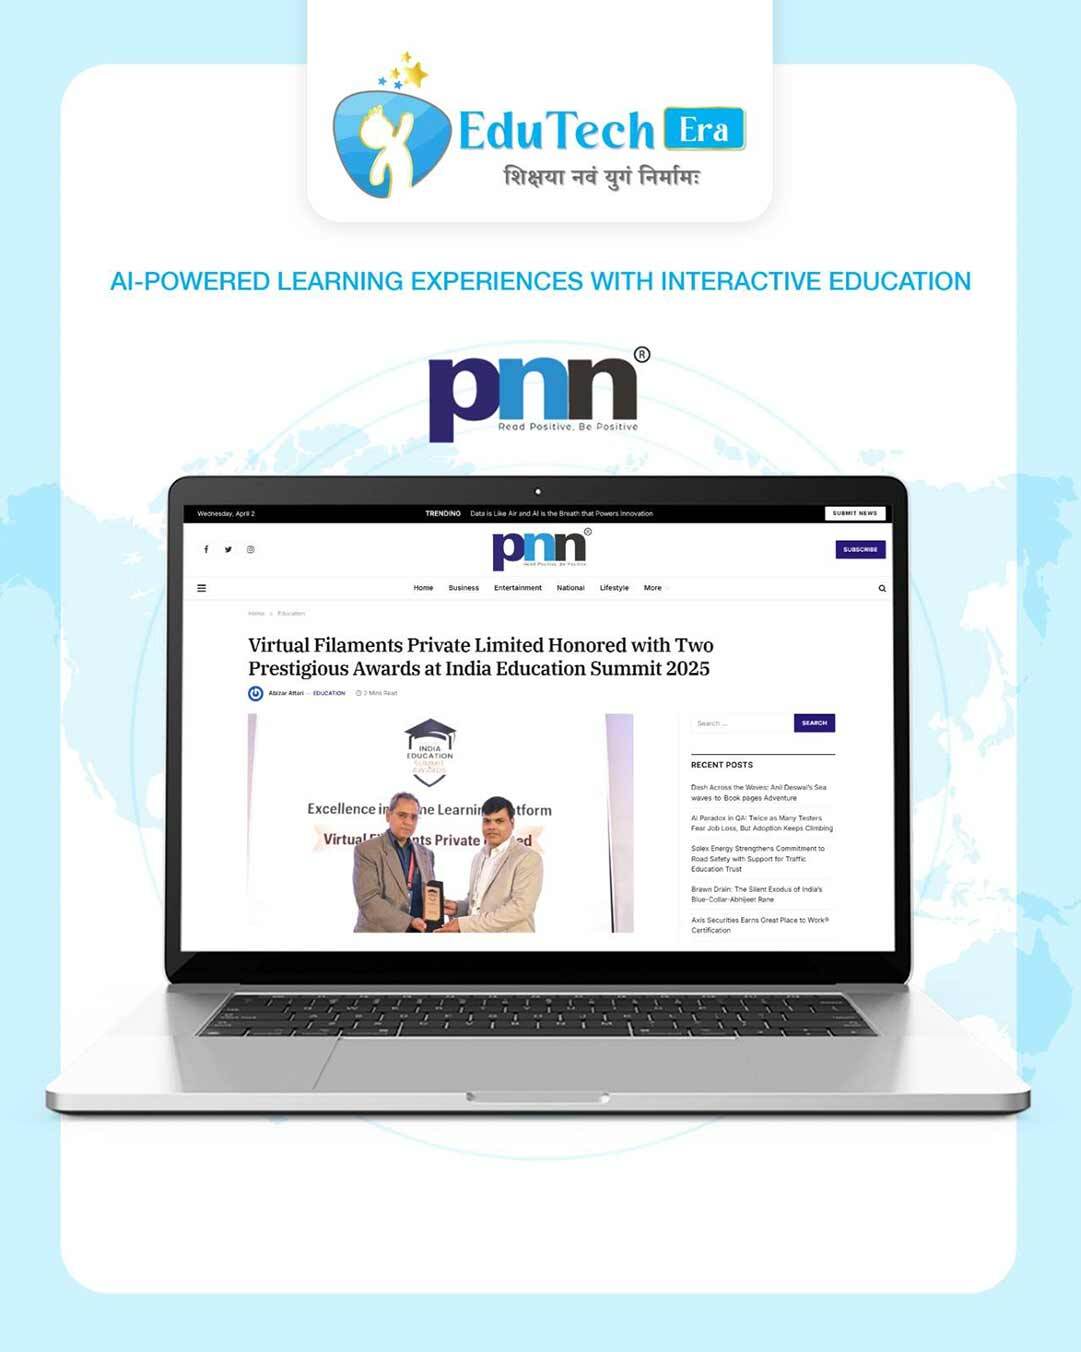 EduTech Era
शिक्षया नवं युगं निर्मामः
AI-POWERED LEARNING EXPERIENCES WITH INTERACTIVE EDUCATION
pnn®
Read Positive, Be Positive
Wednesday, April 2
TRENDING Data is Like Air and AI is the Breath that Powers Innovation
SUBMIT NEWS
pnn®
Read Positive, Be Positive
SUBSCRIBE
Home Business Entertainment National Lifestyle More
Home » Education
Virtual Filaments Private Limited Honored with Two
Prestigious Awards at India Education Summit 2025
Abizar Attari — EDUCATION 2 Mins Read
INDIA
EDUCATION
SUMMIT
AWARDS
Excellence in ne Learnin tform
Virtual Fil nts Private ed
Search ...
SEARCH
RECENT POSTS
Dash Across the Waves: Anil Deswal's Sea
waves to Book pages Adventure
AI Paradox in QA: Twice as Many Testers
Fear Job Loss, But Adoption Keeps Climbing
Solex Energy Strengthens Commitment to
Road Safety with Support for Traffic
Education Trust
Brawn Drain: The Silent Exodus of India's
Blue-Collar-Abhijeet Rane
Axis Securities Earns Great Place to Work®
Certification